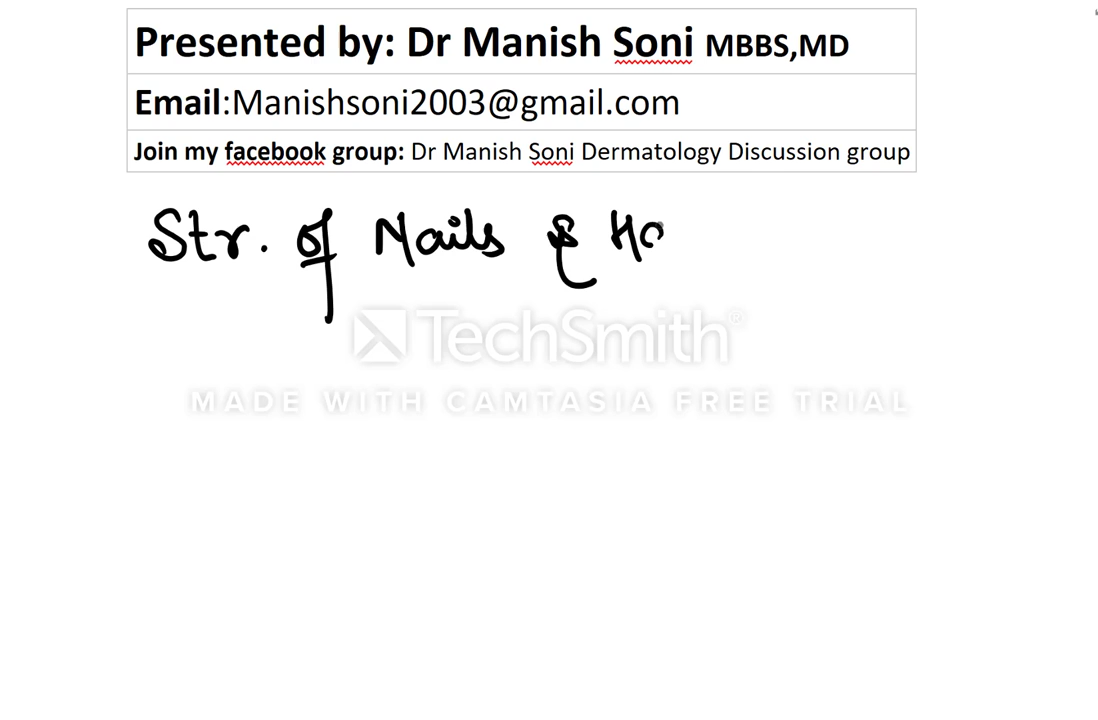 Presented by: Dr Manish Soni MBBS,MD
Email:Manishsoni2003@gmail.com
Join my facebook group: Dr Manish Soni Dermatology Discussion group
Str. of Nails & Ha
TechSmith®
MADE WITH CAMTASIA FREE TRIAL